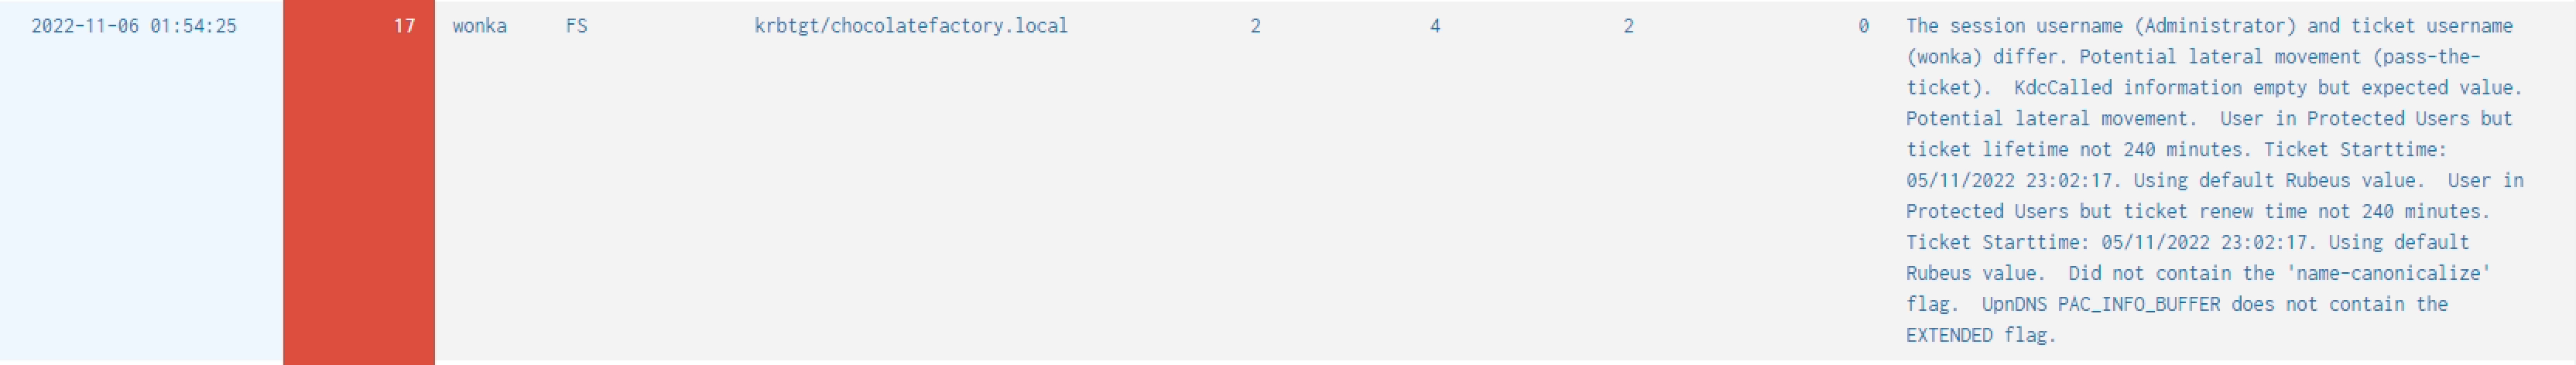 2022-11-06 01:54:25 17 wonka FS krbtgt/chocolatefactory.local 2 4 2 0 The session username (Administrator) and ticket username
(wonka) differ. Potential lateral movement (pass-the-
ticket).  KdcCalled information empty but expected value.
Potential lateral movement.  User in Protected Users but
ticket lifetime not 240 minutes. Ticket Starttime:
05/11/2022 23:02:17. Using default Rubeus value.  User in
Protected Users but ticket renew time not 240 minutes.
Ticket Starttime: 05/11/2022 23:02:17. Using default
Rubeus value.  Did not contain the 'name-canonicalize'
flag.  UpnDNS PAC_INFO_BUFFER does not contain the
EXTENDED flag.